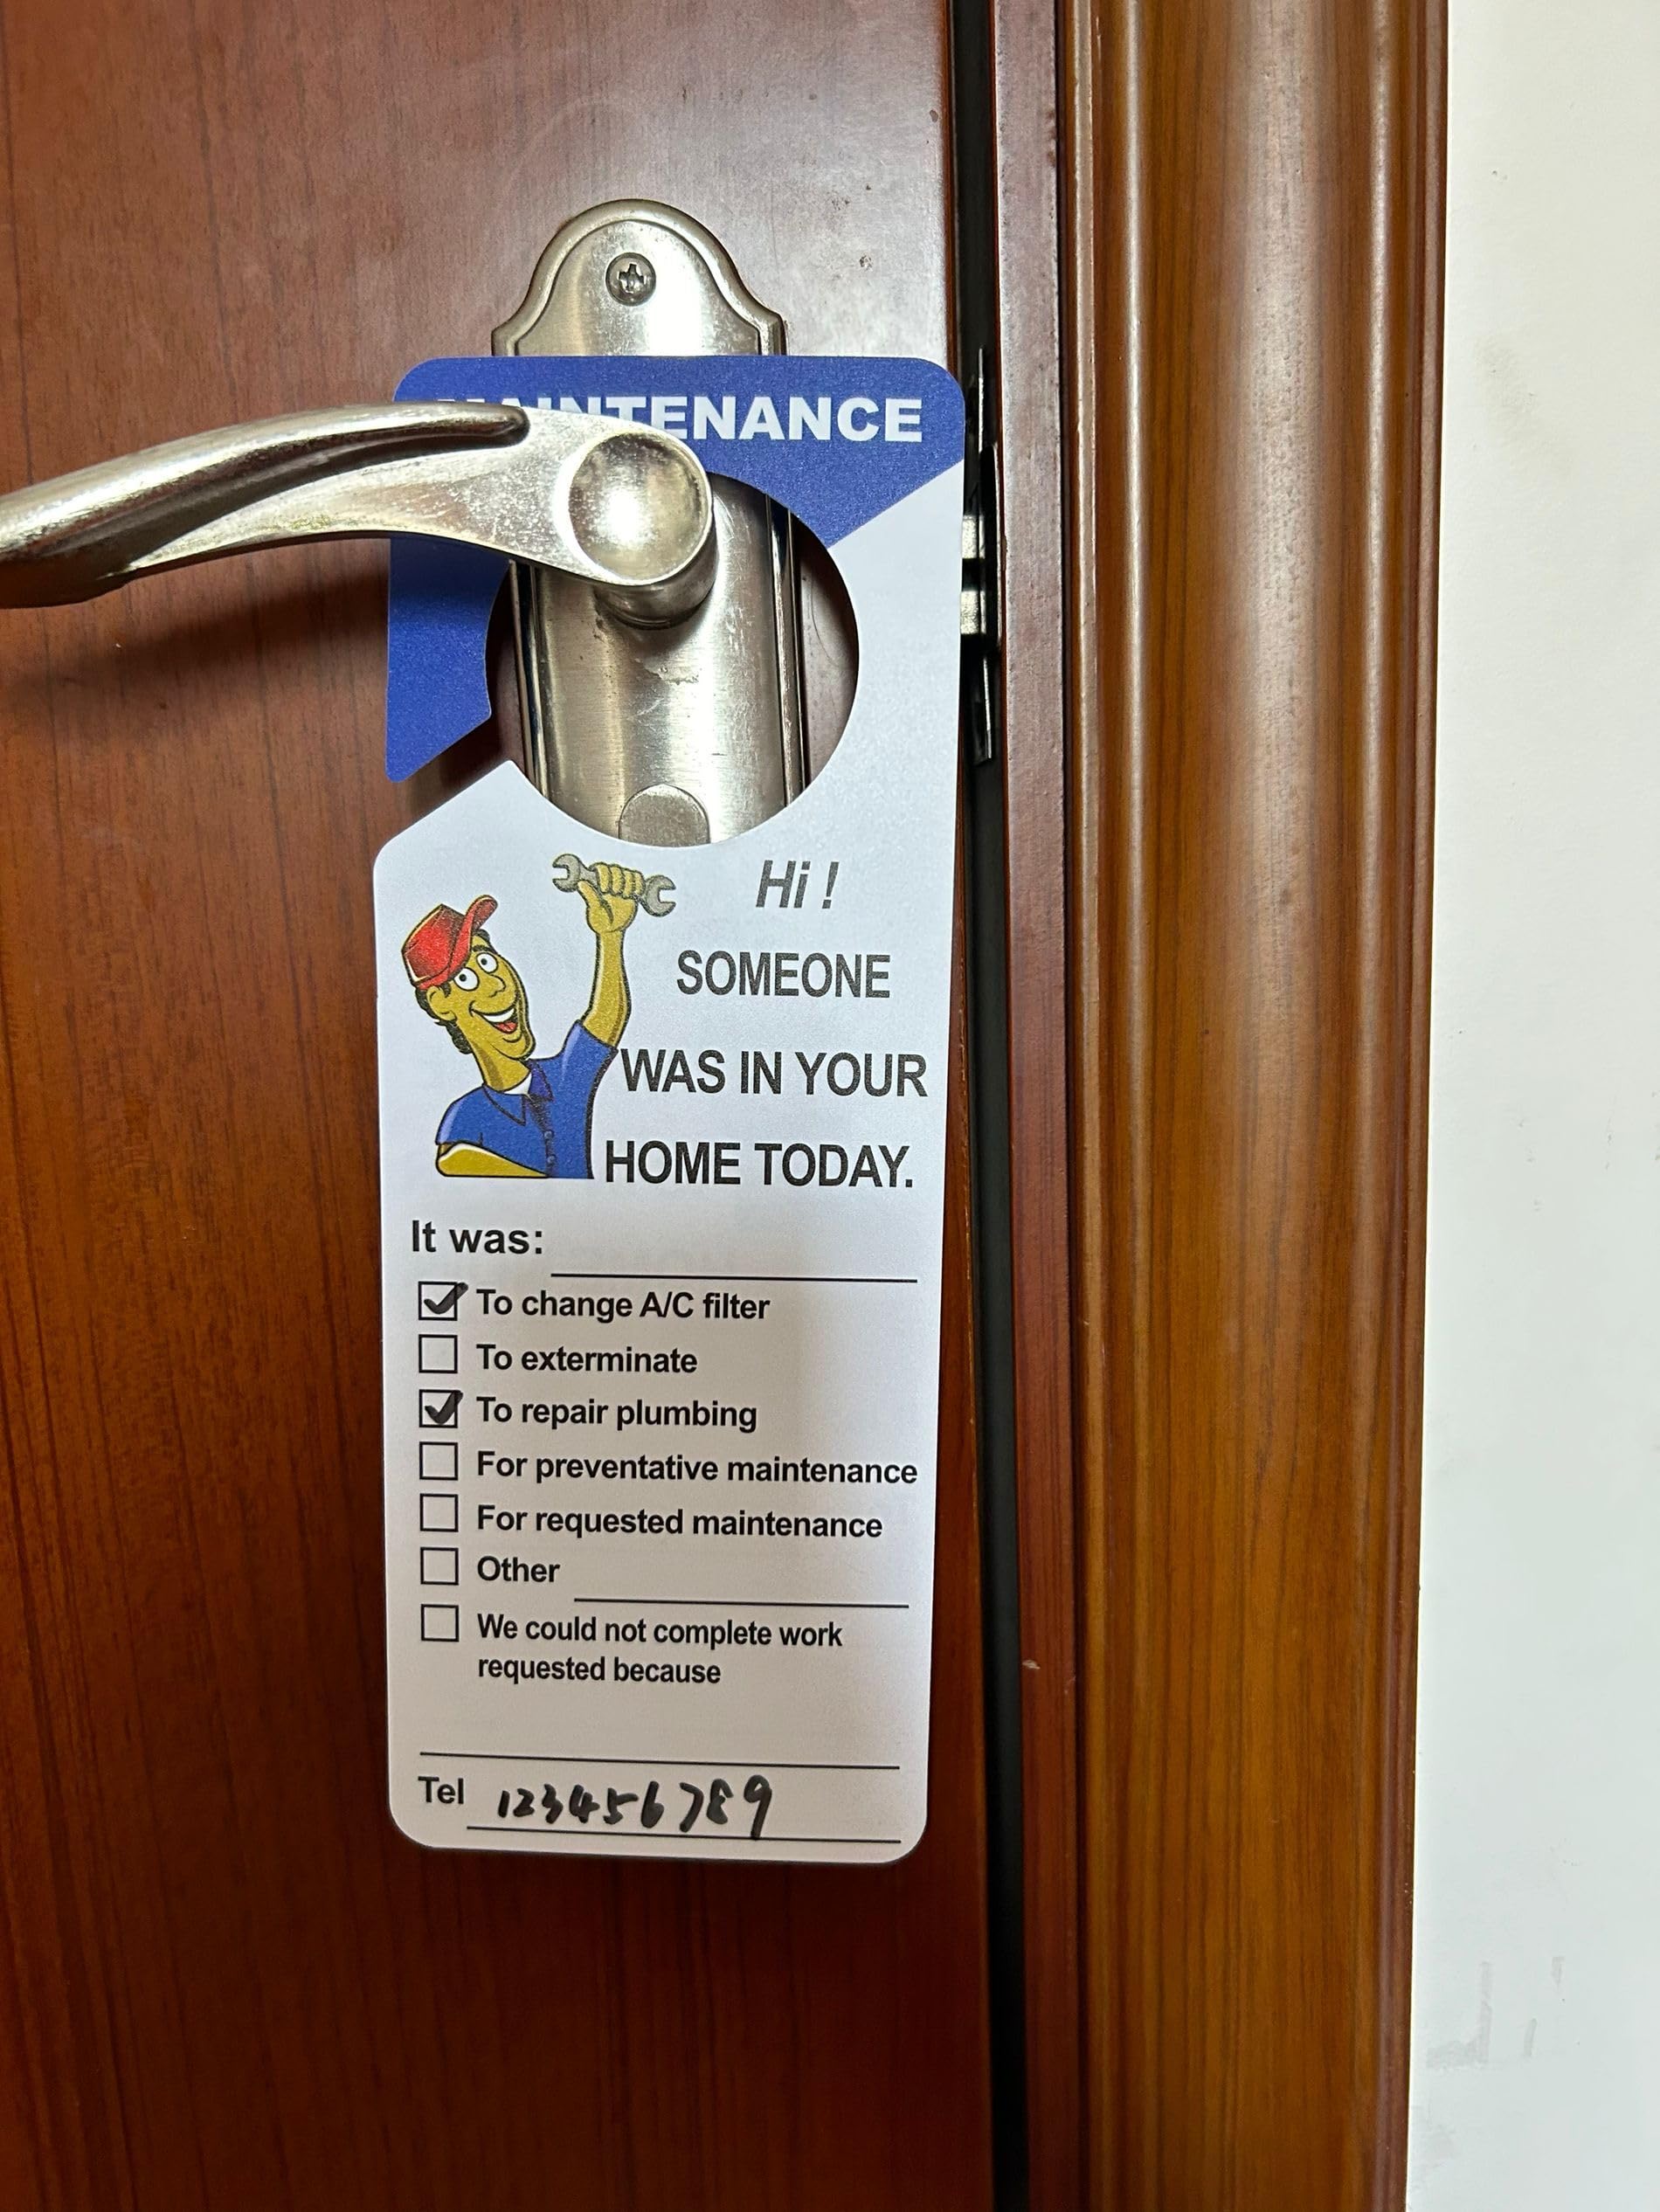 MAINTENANCE
Hi !
SOMEONE
WAS IN YOUR
HOME TODAY.
It was:
To change A/C filter
To exterminate
To repair plumbing
For preventative maintenance
For requested maintenance
Other
We could not complete work
requested because
Tel 123456789